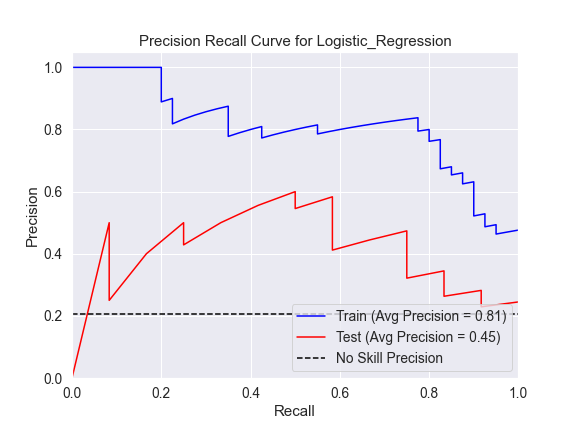 Precision Recall Curve for Logistic_Regression
1.0
0.8
0.6
0.4
0.2
0.0
Precision
Train (Avg Precision = 0.81)
Test (Avg Precision = 0.45)
No Skill Precision
0.0 0.2 0.4 0.6 0.8 1.0
Recall